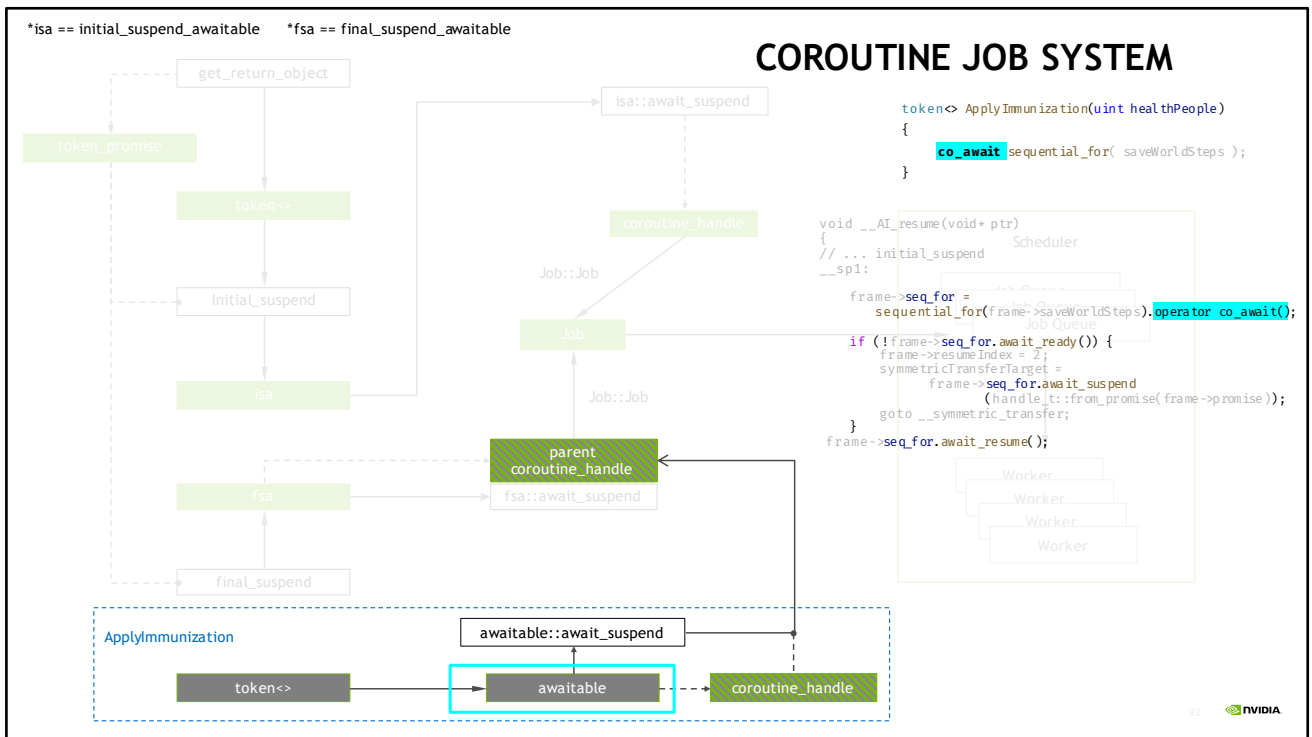 *isa == initial_suspend_awaitable *fsa == final_suspend_awaitable
COROUTINE JOB SYSTEM
get_return_object
isa::await_suspend
token_promise
token<>
coroutine_handle
Job::Job
Initial_suspend
Job
isa
Job::Job
parent
coroutine_handle
fsa
fsa::await_suspend
final_suspend
token<> ApplyImmunization(uint healthPeople)
{
co_await sequential_for( saveWorldSteps );
}
void __AI_resume(void* ptr)
{
// ... initial_suspend
__sp1:
frame->seq_for =
sequential_for(frame->saveWorldSteps).operator co_await();
if (!frame->seq_for.await_ready()) {
frame->resumeIndex = 2;
symmetricTransferTarget =
frame->seq_for.await_suspend
(handle_t::from_promise(frame->promise));
goto __symmetric_transfer;
}
frame->seq_for.await_resume();
Scheduler
Job Queue
Job Queue
Job Queue
Worker
Worker
Worker
Worker
ApplyImmunization
awaitable::await_suspend
token<>
awaitable
coroutine_handle
92
NVIDIA.